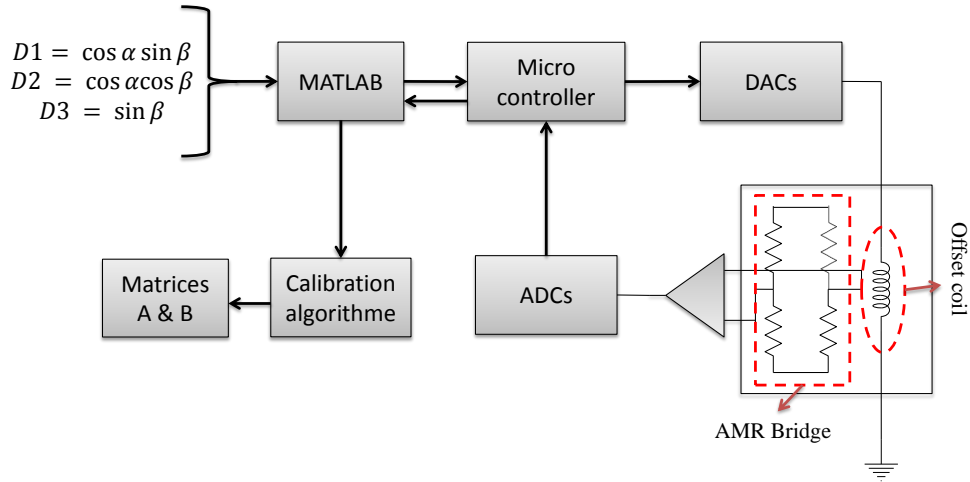 D1 = cos α sin β
D2 = cos αcos β
D3 = sin β
MATLAB
Micro
controller
DACs
Matrices
A & B
Calibration
algorithme
ADCs
Offset coil
AMR Bridge